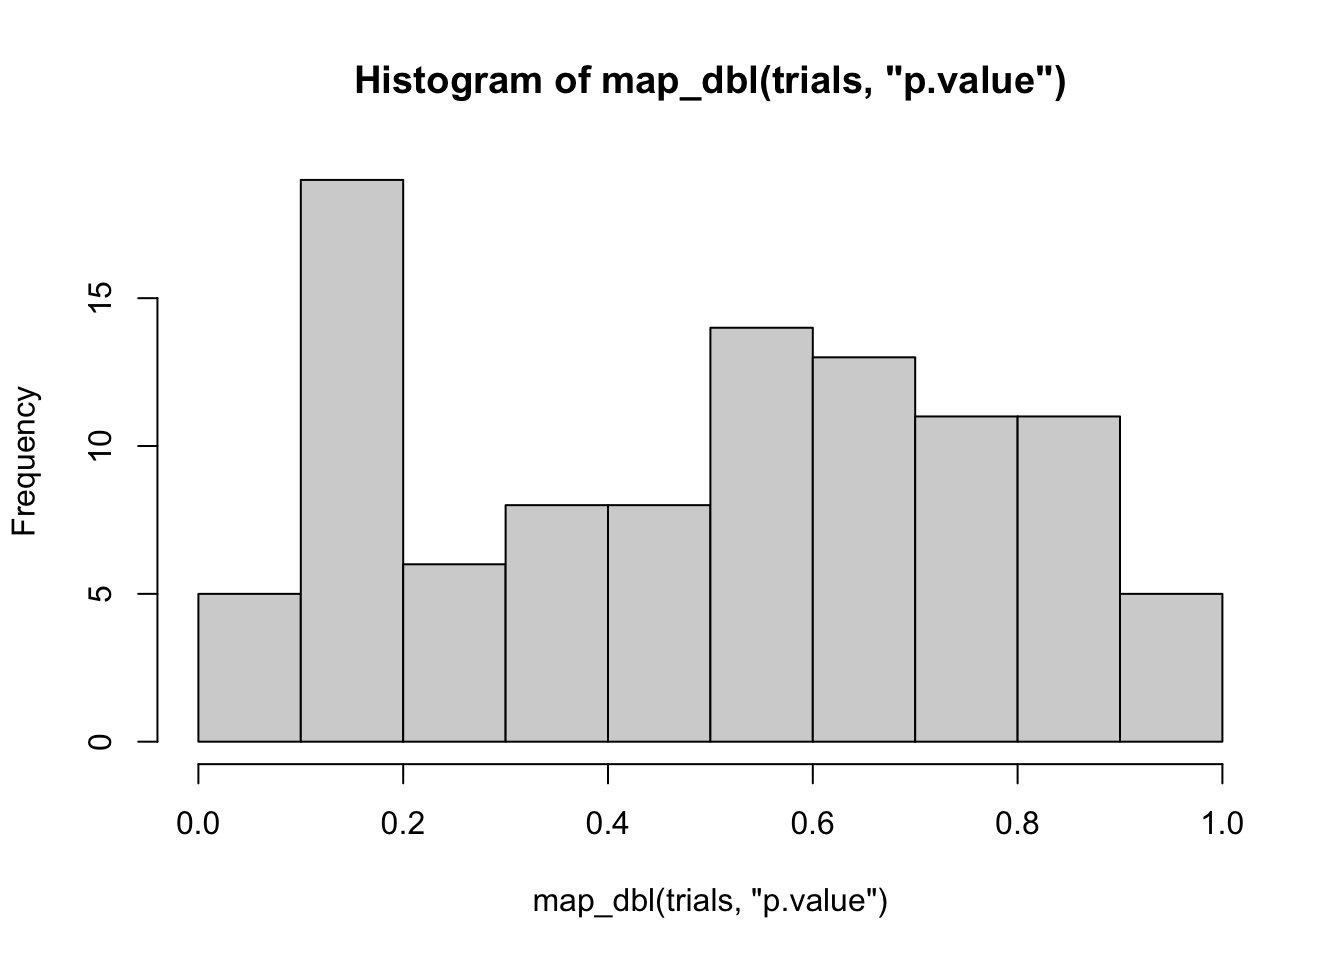 Histogram of map_dbl(trials, "p.value")
Frequency
15
10
5
0
0.0 0.2 0.4 0.6 0.8 1.0
map_dbl(trials, "p.value")